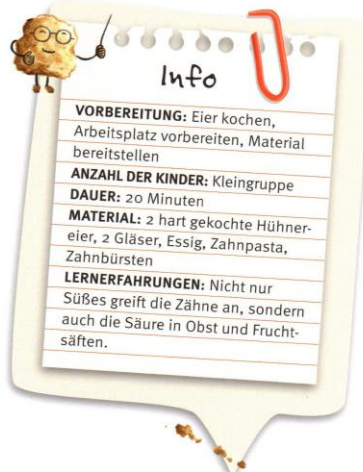 Info
VORBEREITUNG: Eier kochen,
Arbeitsplatz vorbereiten, Material
bereitstellen
ANZAHL DER KINDER: Kleingruppe
DAUER: 20 Minuten
MATERIAL: 2 hart gekochte Hühner-
eier, 2 Gläser, Essig, Zahnpasta,
Zahnbürsten
LERNERFAHRUNGEN: Nicht nur
Süßes greift die Zähne an, sondern
auch die Säure in Obst und Frucht-
säften.